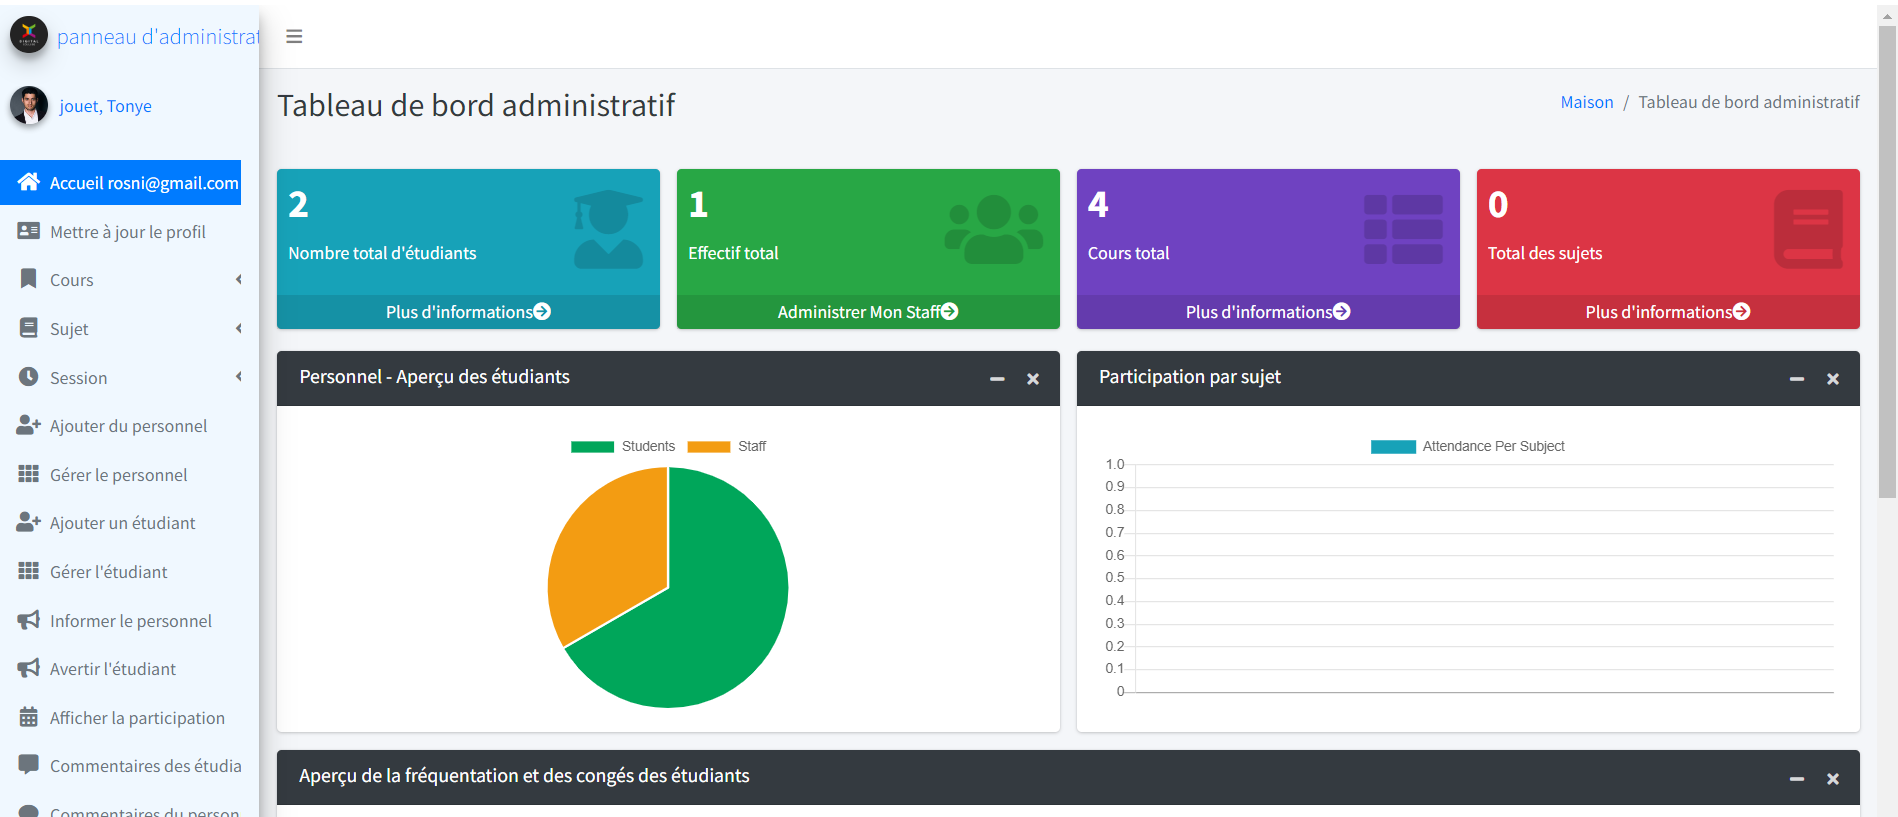 panneau d'administrat
jouet, Tonye
Accueil rosni@gmail.com
Mettre à jour le profil
Cours
Sujet
Session
Ajouter du personnel
Gérer le personnel
Ajouter un étudiant
Gérer l'étudiant
Informer le personnel
Avertir l'étudiant
Afficher la participation
Commentaires des étudia
Commentaires du person
Tableau de bord administratif
Maison / Tableau de bord administratif
2
Nombre total d'étudiants
Plus d'informations
1
Effectif total
Administrer Mon Staff
4
Cours total
Plus d'informations
0
Total des sujets
Plus d'informations
Personnel - Aperçu des étudiants
Students Staff
Participation par sujet
Attendance Per Subject
1.0
0.9
0.8
0.7
0.6
0.5
0.4
0.3
0.2
0.1
0
Aperçu de la fréquentation et des congés des étudiants